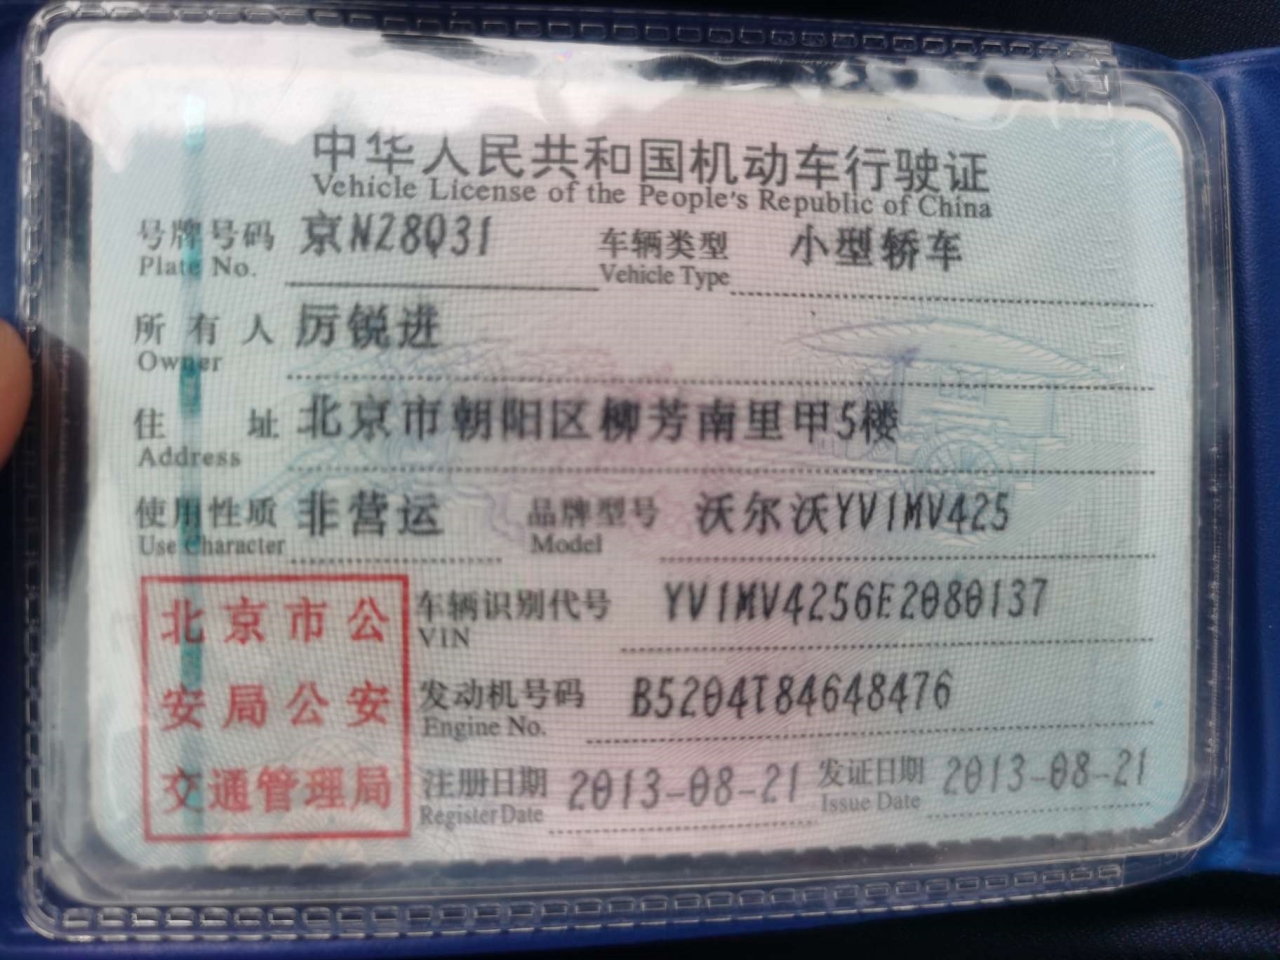 中华人民共和国机动车行驶证
Vehicle License of the People's Republic of China
号牌号码 京N28Q31 车辆类型 小型轿车
Plate No. Vehicle Type
所有人 厉锐进
Owner
住址 北京市朝阳区柳芳南里甲5楼
Address
使用性质 非营运 品牌型号 沃尔沃YV1MV425
Use Character Model
北京市公 车辆识别代号 YV1MV4256E2080137
VIN
安局公安 发动机号码 B5204T84648476
Engine No.
交通管理局 注册日期 2013-08-21 发证日期 2013-08-21
Register Date Issue Date